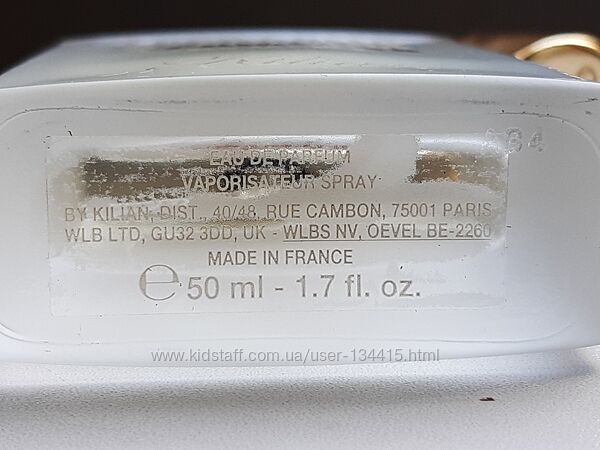 EAU DE PARFUM
VAPORISATEUR SPRAY
BY KILIAN, DIST., 40/48, RUE CAMBON, 75001 PARIS
WLB LTD, GU32 3DD, UK - WLBS NV, OEVEL BE-2260
MADE IN FRANCE
℮ 50 ml - 1.7 fl. oz.
www.kidstaff.com.ua/user-134415.html